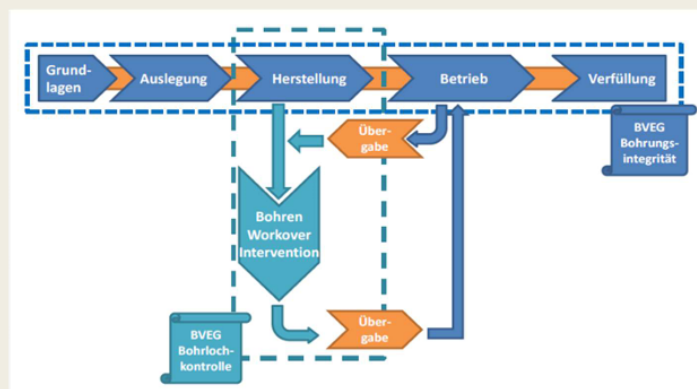 Grund-
lagen
Auslegung
Herstellung
Betrieb
Verfüllung
Über-
gabe
BVEG
Bohrungs-
integrität
Bohren
Workover
Intervention
Über-
gabe
BVEG
Bohrloch-
kontrolle